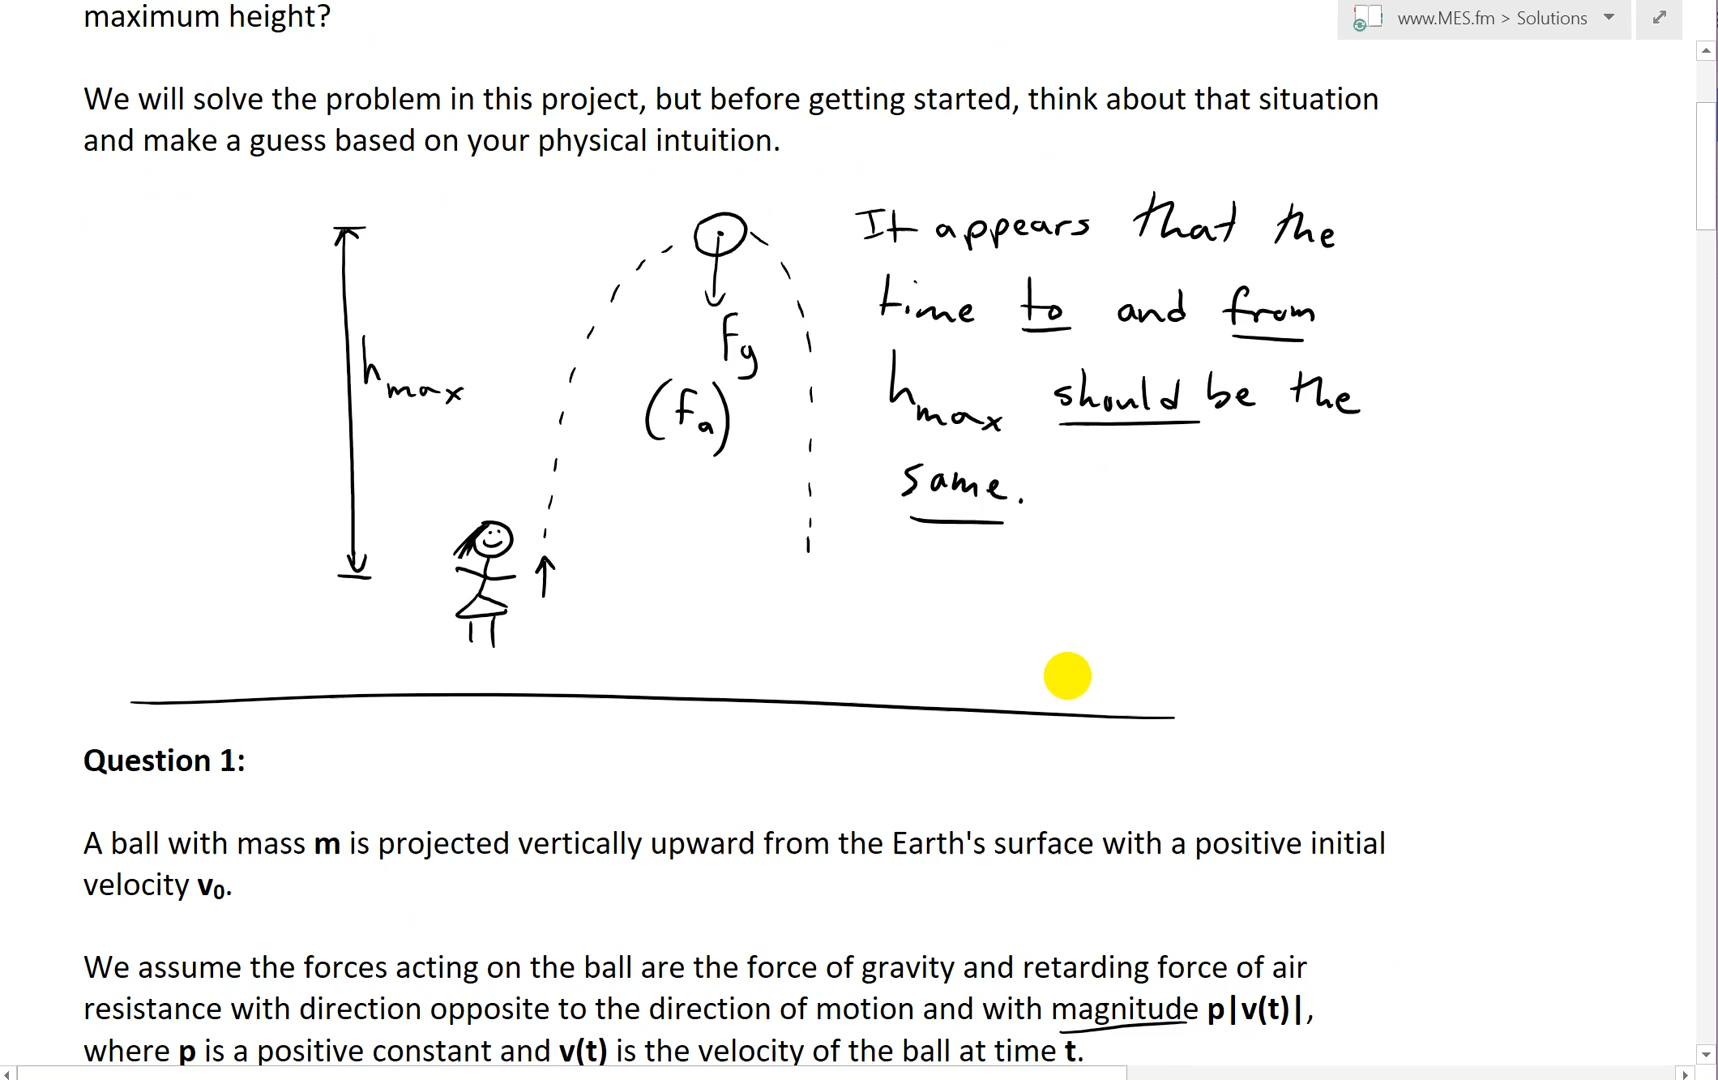 maximum height?
www.MES.fm > Solutions
We will solve the problem in this project, but before getting started, think about that situation
and make a guess based on your physical intuition.
It appears that the
time to and from
hmax should be the
same.
hmax
Fg
(Fa)
Question 1:
A ball with mass m is projected vertically upward from the Earth's surface with a positive initial
velocity v₀.
We assume the forces acting on the ball are the force of gravity and retarding force of air
resistance with direction opposite to the direction of motion and with magnitude p|v(t)|,
where p is a positive constant and v(t) is the velocity of the ball at time t.